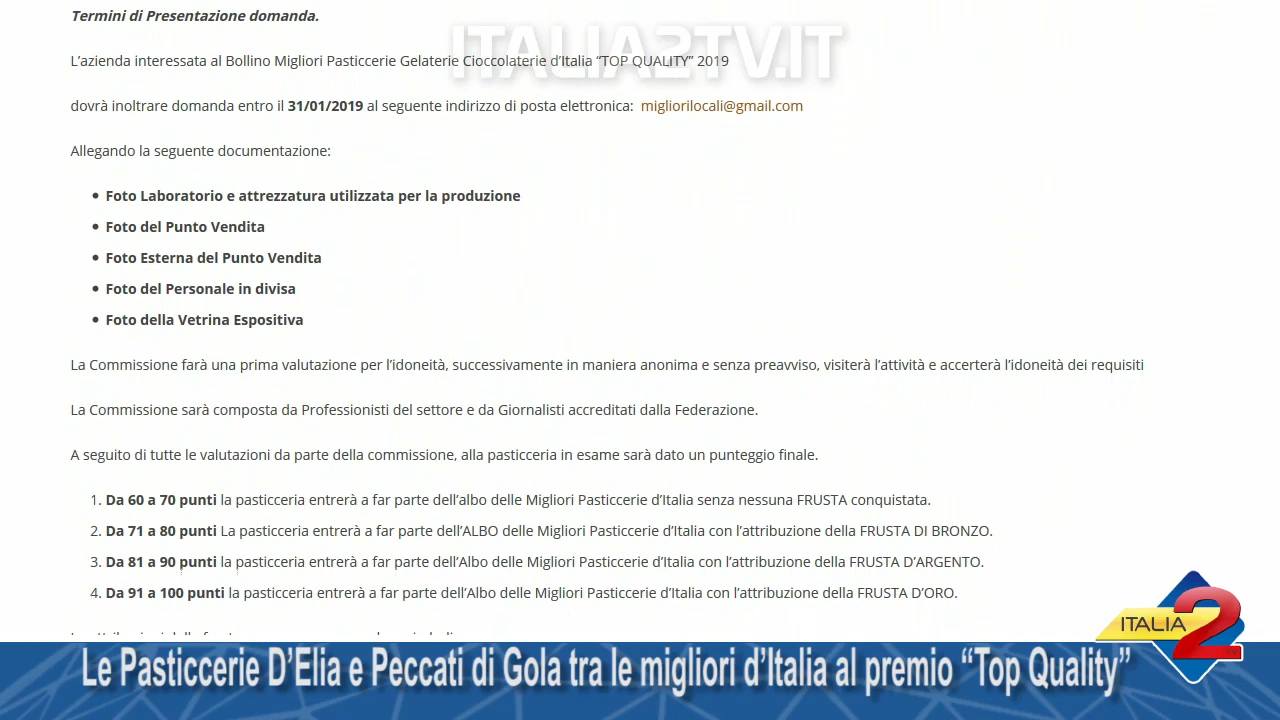 Termini di Presentazione domanda.
ITALIA2TV.IT
L’azienda interessata al Bollino Migliori Pasticcerie Gelaterie Cioccolaterie d’Italia “TOP QUALITY” 2019
dovrà inoltrare domanda entro il 31/01/2019 al seguente indirizzo di posta elettronica: migliorilocali@gmail.com
Allegando la seguente documentazione:
• Foto Laboratorio e attrezzatura utilizzata per la produzione
• Foto del Punto Vendita
• Foto Esterna del Punto Vendita
• Foto del Personale in divisa
• Foto della Vetrina Espositiva
La Commissione farà una prima valutazione per l’idoneità, successivamente in maniera anonima e senza preavviso, visiterà l’attività e accerterà l’idoneità dei requisiti
La Commissione sarà composta da Professionisti del settore e da Giornalisti accreditati dalla Federazione.
A seguito di tutte le valutazioni da parte della commissione, alla pasticceria in esame sarà dato un punteggio finale.
1. Da 60 a 70 punti la pasticceria entrerà a far parte dell’albo delle Migliori Pasticcerie d’Italia senza nessuna FRUSTA conquistata.
2. Da 71 a 80 punti La pasticceria entrerà a far parte dell’ALBO delle Migliori Pasticcerie d’Italia con l’attribuzione della FRUSTA DI BRONZO.
3. Da 81 a 90 punti la pasticceria entrerà a far parte dell’Albo delle Migliori Pasticcerie d’Italia con l’attribuzione della FRUSTA D’ARGENTO.
4. Da 91 a 100 punti la pasticceria entrerà a far parte dell’Albo delle Migliori Pasticcerie d’Italia con l’attribuzione della FRUSTA D’ORO.
ITALIA 2
Le Pasticcerie D’Elia e Peccati di Gola tra le migliori d’Italia al premio “Top Quality”